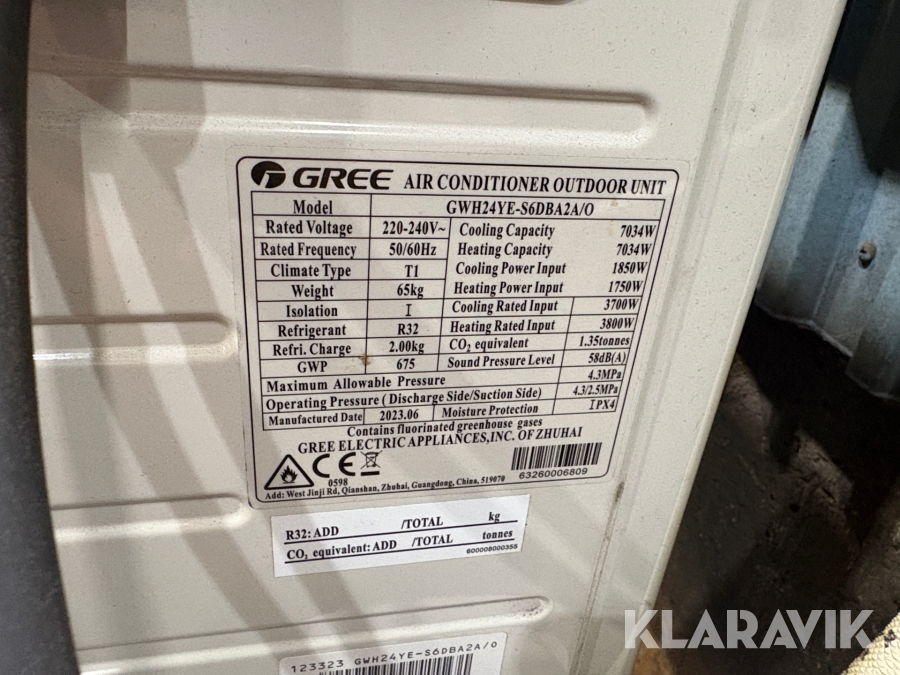 GREE AIR CONDITIONER OUTDOOR UNIT
Model GWH24YE-S6DBA2A/O
Rated Voltage 220-240V~ Cooling Capacity 7034W
Rated Frequency 50/60Hz Heating Capacity 7034W
Climate Type T1 Cooling Power Input 1850W
Weight 65kg Heating Power Input 1750W
Isolation I Cooling Rated Input 3700W
Refrigerant R32 Heating Rated Input 3800W
Refri. Charge 2.00kg CO₂ equivalent 1.35tonnes
GWP 675 Sound Pressure Level 58dB(A)
Maximum Allowable Pressure 4.3MPa
Operating Pressure ( Discharge Side/Suction Side) 4.3/2.5MPa
Manufactured Date 2023.06 Moisture Protection IPX4
Contains fluorinated greenhouse gases
GREE ELECTRIC APPLIANCES,INC. OF ZHUHAI
CE 0598
63260006809
Add: West Jinji Rd, Qianshan, Zhuhai, Guangdong, China, 519070
R32: ADD /TOTAL kg
CO₂ equivalent: ADD /TOTAL tonnes
600008000355
123323 GWH24YE-S6DBA2A/O
KLARAVIK